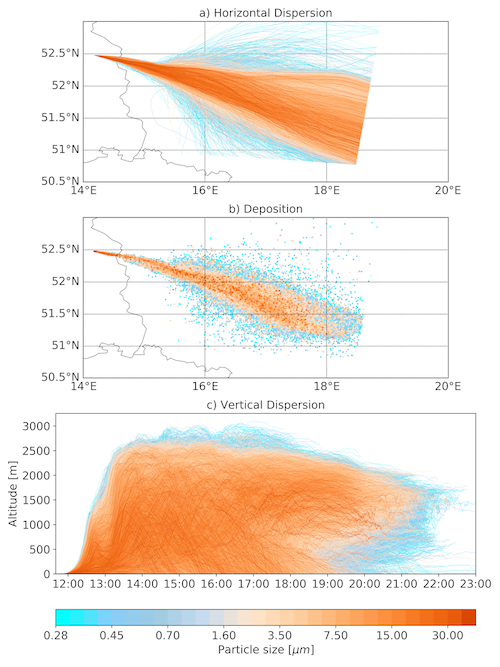 a) Horizontal Dispersion
52.5°N
52°N
51.5°N
51°N
50.5°N
14°E 16°E 18°E 20°E
b) Deposition
52.5°N
52°N
51.5°N
51°N
50.5°N
14°E 16°E 18°E 20°E
c) Vertical Dispersion
Altitude [m]
3000
2500
2000
1500
1000
500
0
12:00 13:00 14:00 15:00 16:00 17:00 18:00 19:00 20:00 21:00 22:00 23:00
0.28 0.45 0.70 1.60 3.50 7.50 15.00 30.00
Particle size [μm]